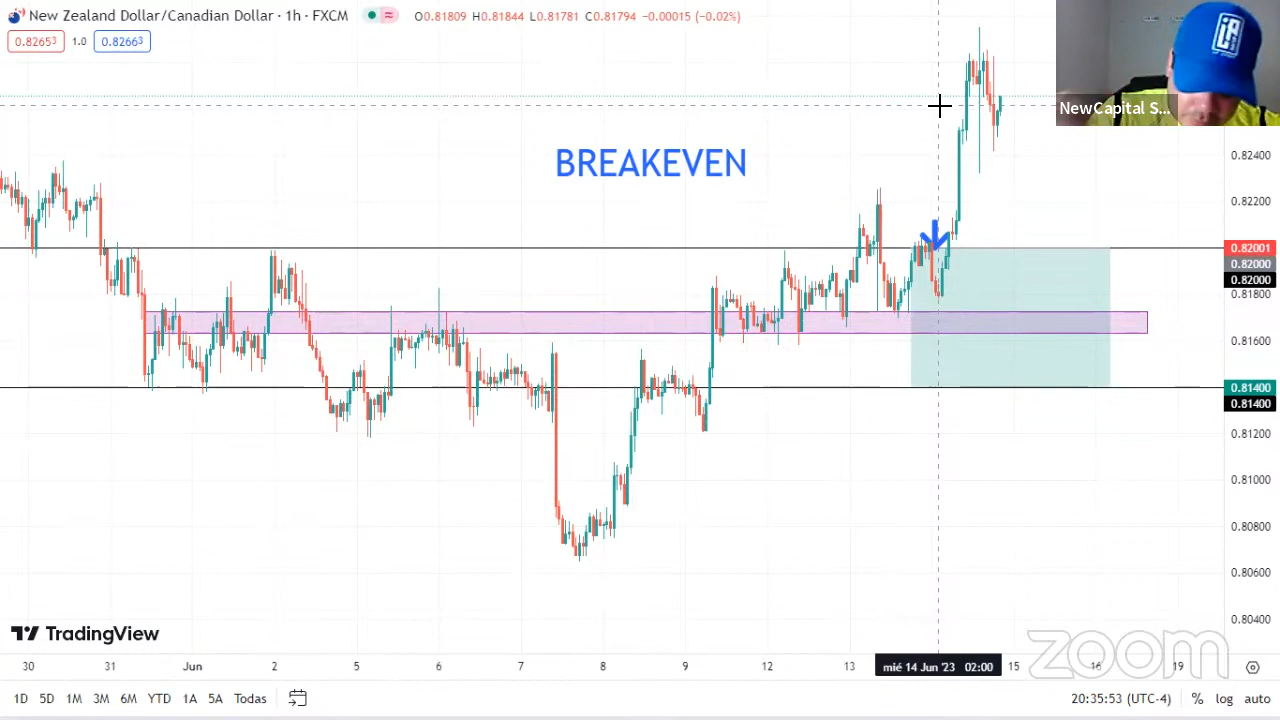 New Zealand Dollar/Canadian Dollar · 1h · FXCM O0.81809 H0.81844 L0.81781 C0.81794 −0.00015 (−0.02%)
0.82653 1.0 0.82663
NewCapital S...
BREAKEVEN
0.82400
0.82200
0.82001
0.82000
0.82000
0.81800
0.81600
0.81400
0.81400
0.81200
0.81000
0.80800
0.80600
0.80400
TradingView
zoom
30 31 Jun 2 5 6 7 8 9 12 13 mié 14 Jun '23 02:00 15 16 19
1D 5D 1M 3M 6M YTD 1A 5A Todas 20:35:53 (UTC-4) % log auto